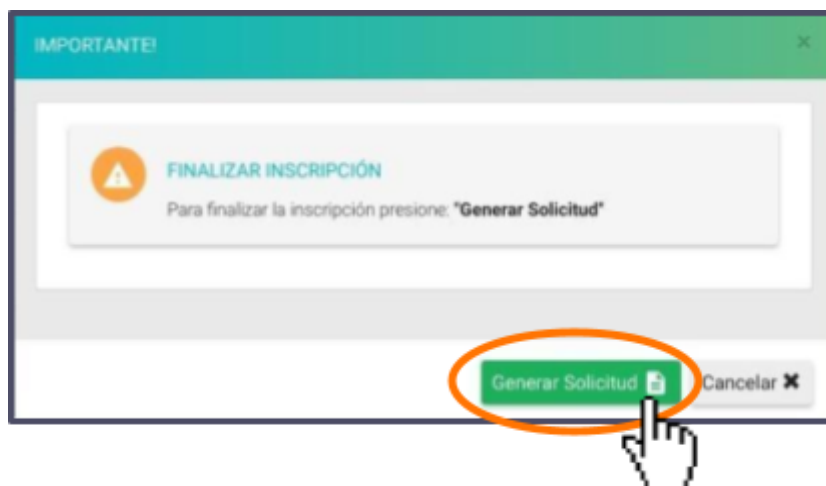 IMPORTANTE!
FINALIZAR INSCRIPCIÓN
Para finalizar la inscripción presione: "Generar Solicitud"
Generar Solicitud
Cancelar